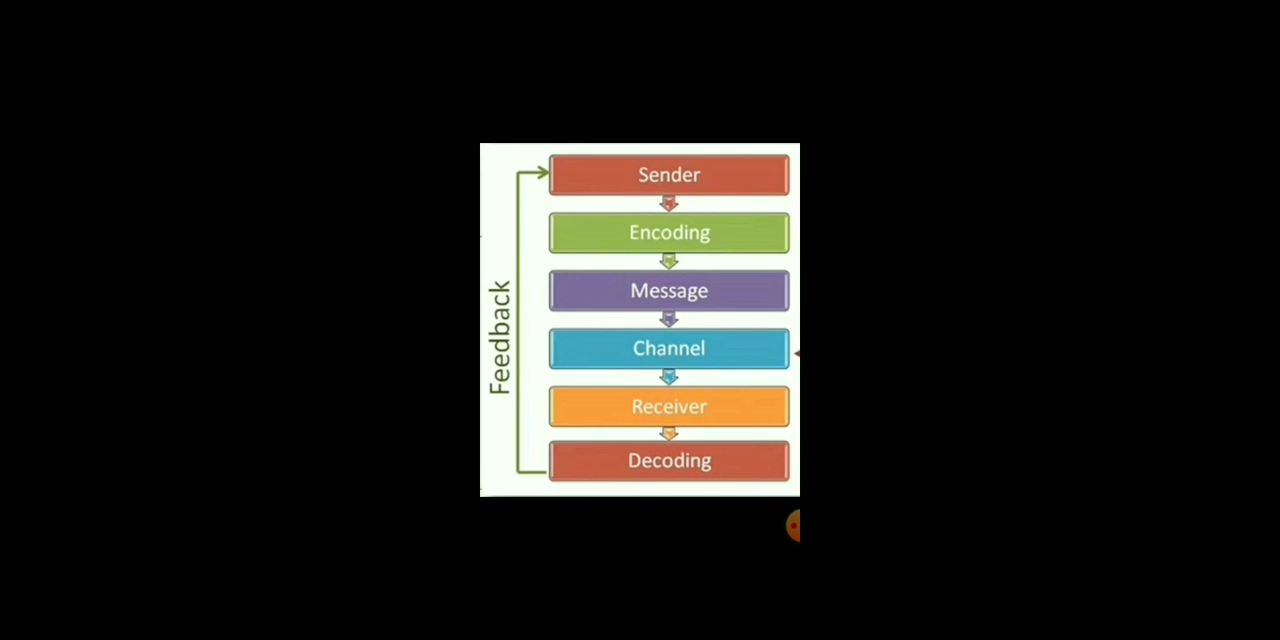 Sender
Encoding
Message
Channel
Receiver
Decoding
Feedback